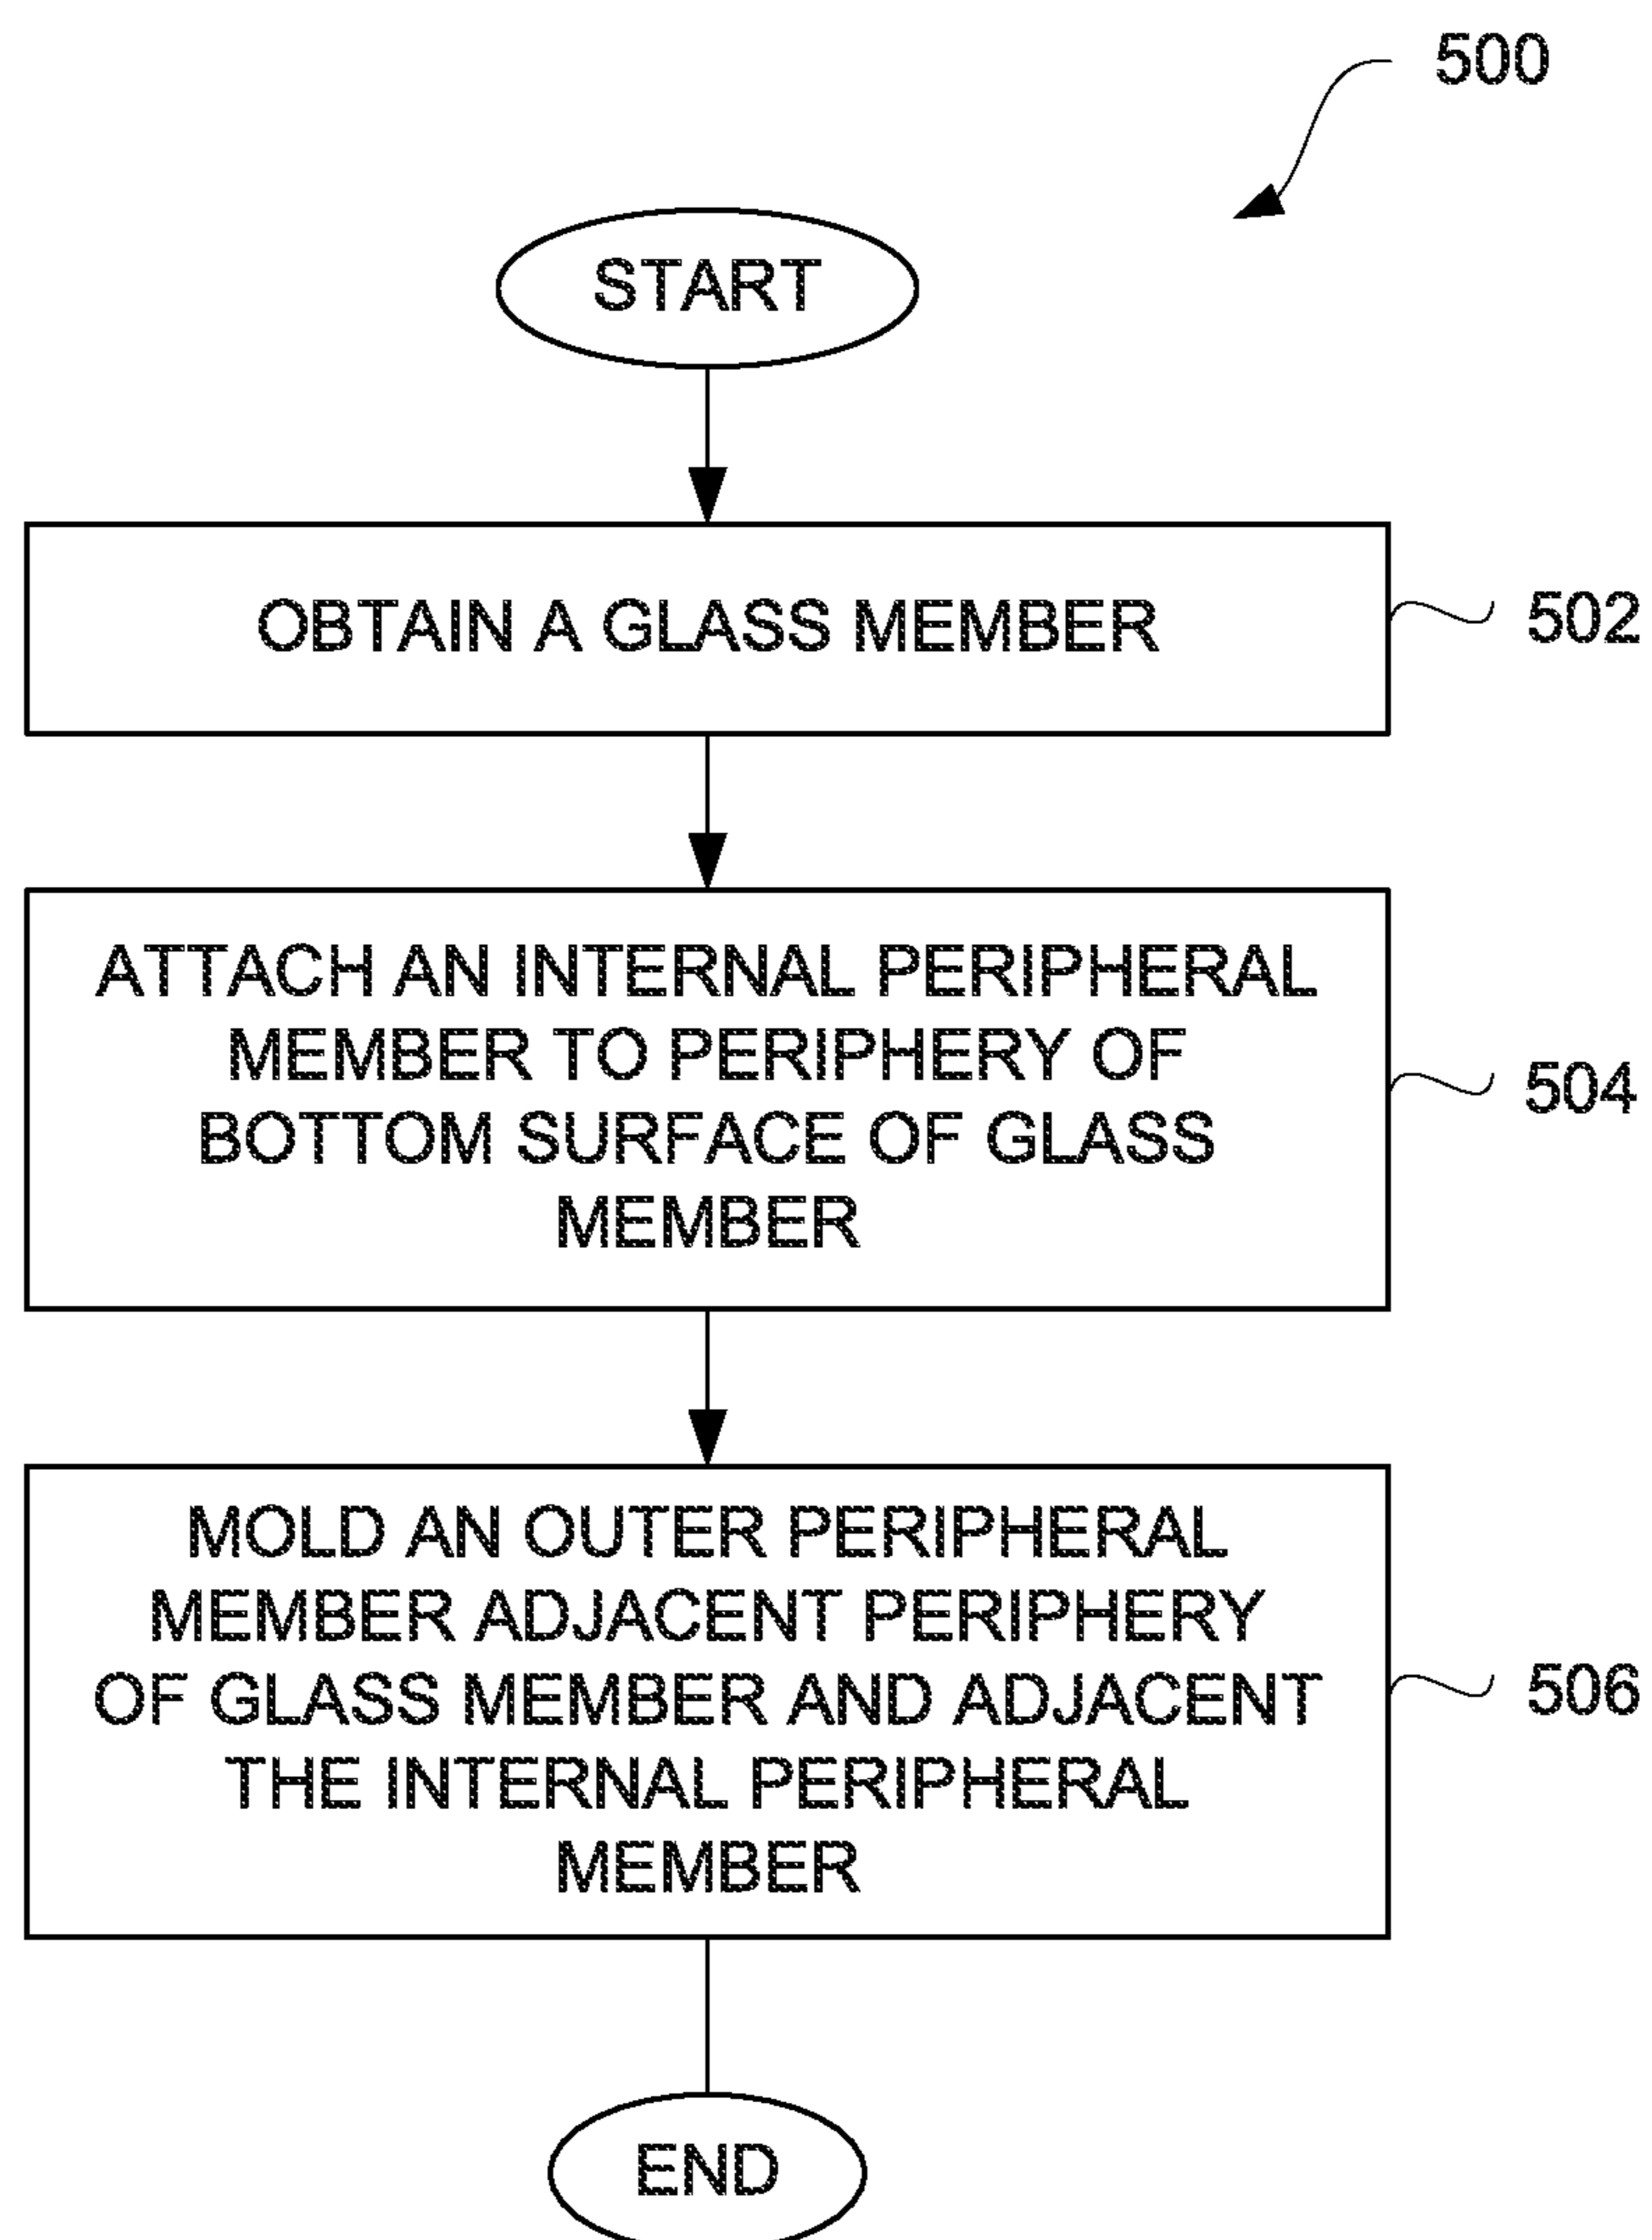 500
START
OBTAIN A GLASS MEMBER
502
ATTACH AN INTERNAL PERIPHERAL
MEMBER TO PERIPHERY OF
BOTTOM SURFACE OF GLASS
MEMBER
504
MOLD AN OUTER PERIPHERAL
MEMBER ADJACENT PERIPHERY
OF GLASS MEMBER AND ADJACENT
THE INTERNAL PERIPHERAL
MEMBER
506
END